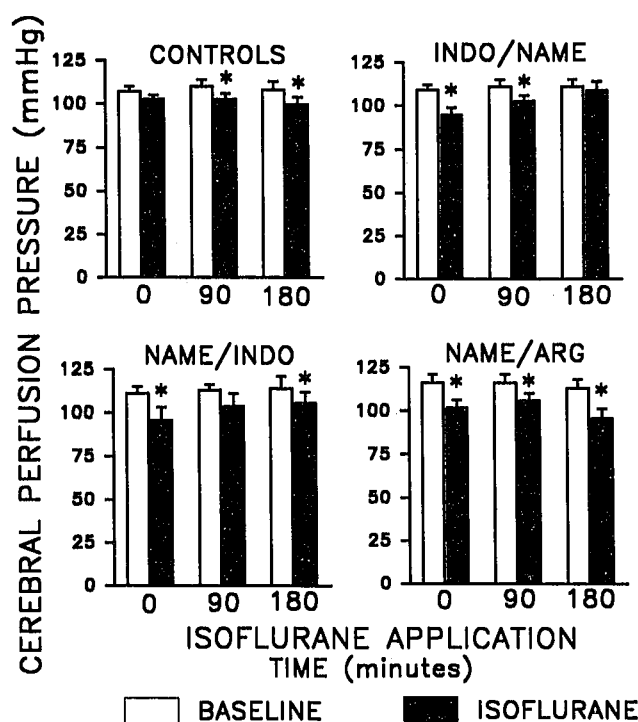 CEREBRAL PERFUSION PRESSURE (mmHg)
CONTROLS
125
100
75
50
25
0
* *
0 90 180
INDO/NAME
125
100
75
50
25
0
* *
0 90 180
NAME/INDO
125
100
75
50
25
0
* *
0 90 180
NAME/ARG
125
100
75
50
25
0
* * *
0 90 180
ISOFLURANE APPLICATION
TIME (minutes)
BASELINE ISOFLURANE